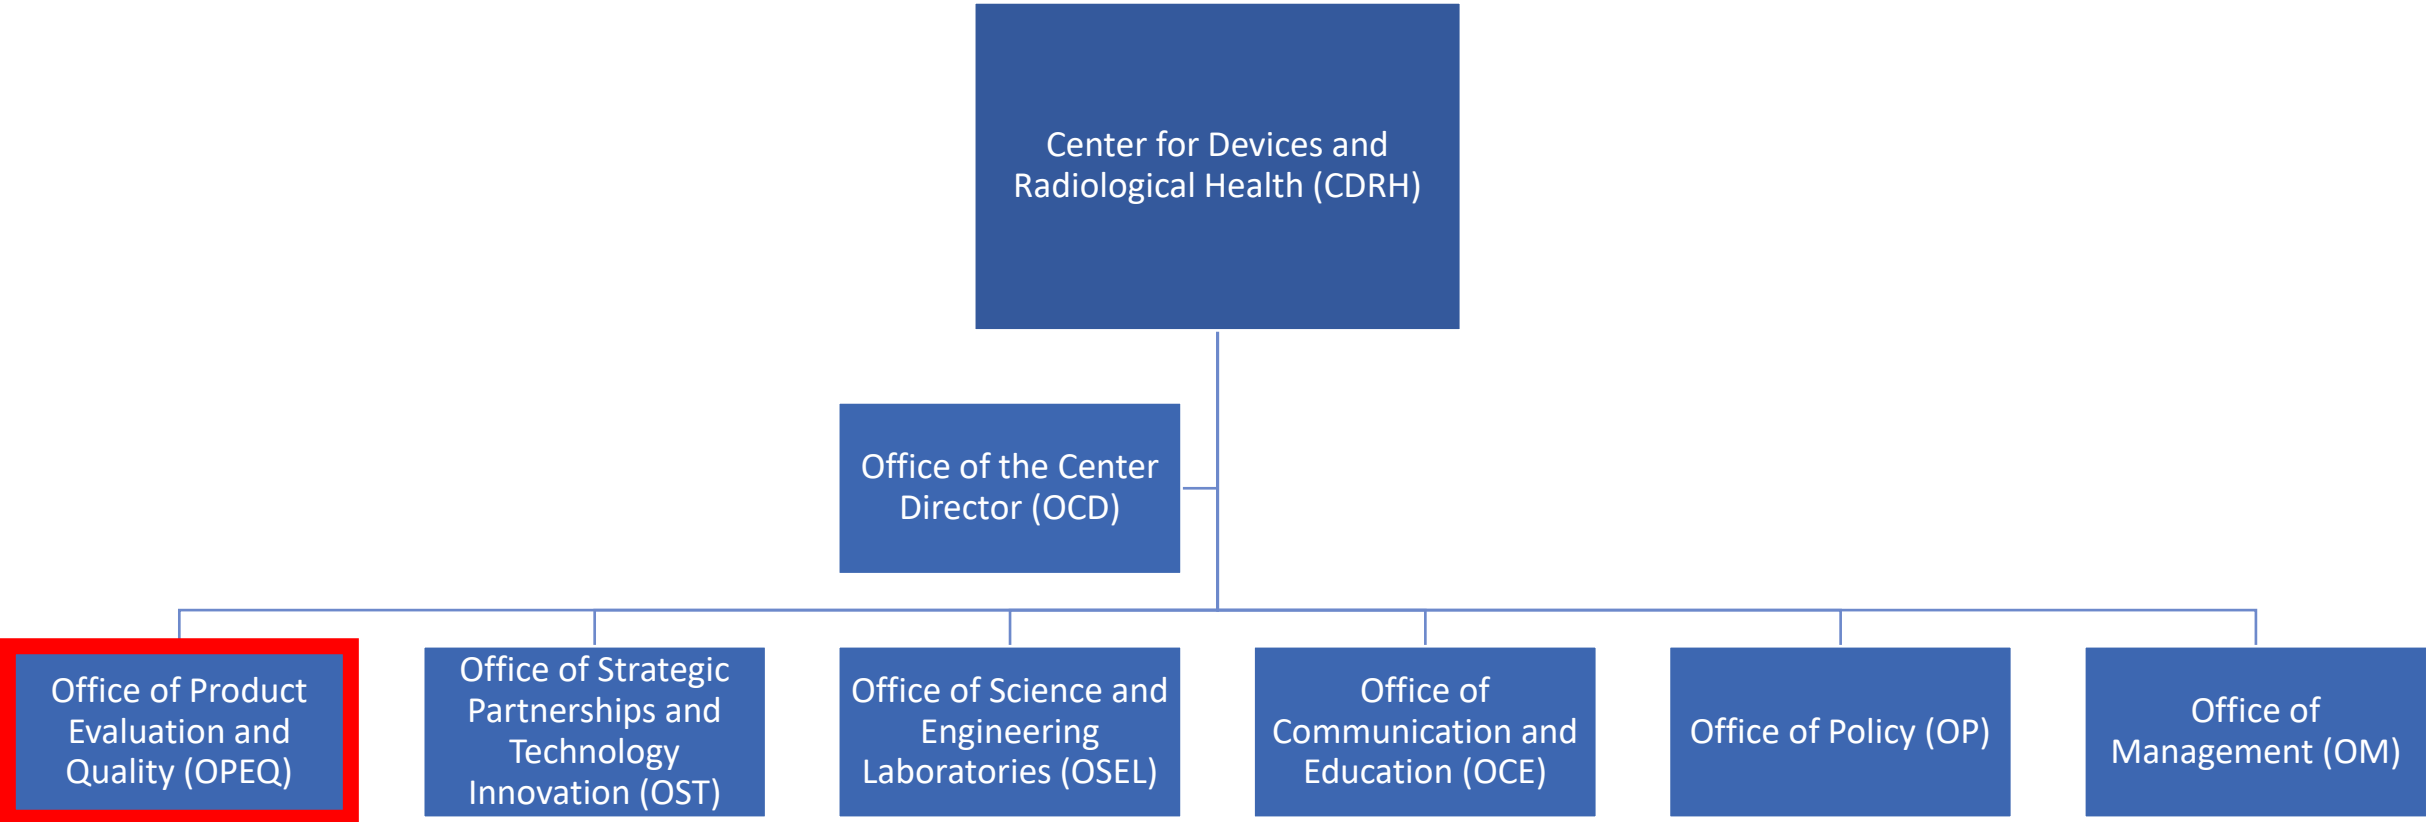 Center for Devices and
Radiological Health (CDRH)
Office of the Center
Director (OCD)
Office of Product
Evaluation and
Quality (OPEQ)
Office of Strategic
Partnerships and
Technology
Innovation (OST)
Office of Science and
Engineering
Laboratories (OSEL)
Office of
Communication and
Education (OCE)
Office of Policy (OP)
Office of
Management (OM)